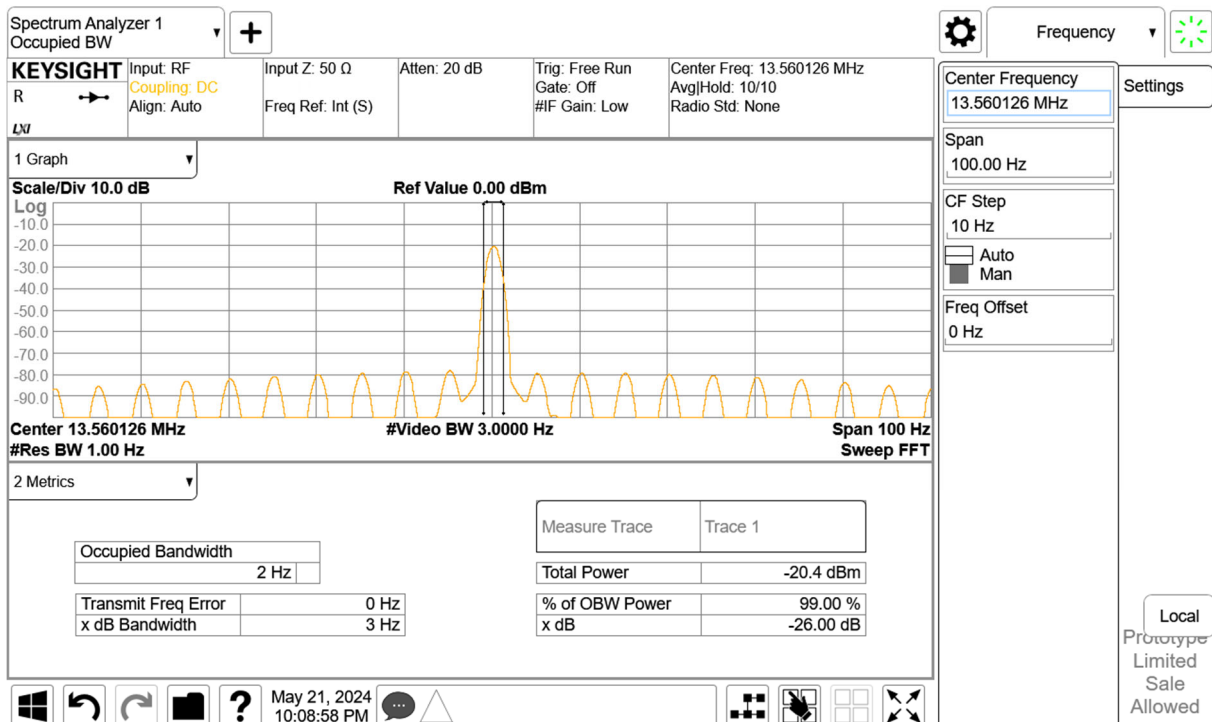 Spectrum Analyzer 1
Occupied BW
Frequency
KEYSIGHT
R
LXI
Input: RF
Coupling: DC
Align: Auto
Input Z: 50 Ω
Freq Ref: Int (S)
Atten: 20 dB
Trig: Free Run
Gate: Off
#IF Gain: Low
Center Freq: 13.560126 MHz
Avg|Hold: 10/10
Radio Std: None
Center Frequency
13.560126 MHz
Settings
Span
100.00 Hz
CF Step
10 Hz
Auto
Man
Freq Offset
0 Hz
1 Graph
Scale/Div 10.0 dB
Ref Value 0.00 dBm
Log
-10.0
-20.0
-30.0
-40.0
-50.0
-60.0
-70.0
-80.0
-90.0
Center 13.560126 MHz
#Video BW 3.0000 Hz
Span 100 Hz
#Res BW 1.00 Hz
Sweep FFT
2 Metrics
Measure Trace Trace 1
Occupied Bandwidth
2 Hz
Total Power -20.4 dBm
Transmit Freq Error 0 Hz
% of OBW Power 99.00 %
x dB Bandwidth 3 Hz
x dB -26.00 dB
Local
Prototype
Limited
Sale
Allowed
?
May 21, 2024
10:08:58 PM